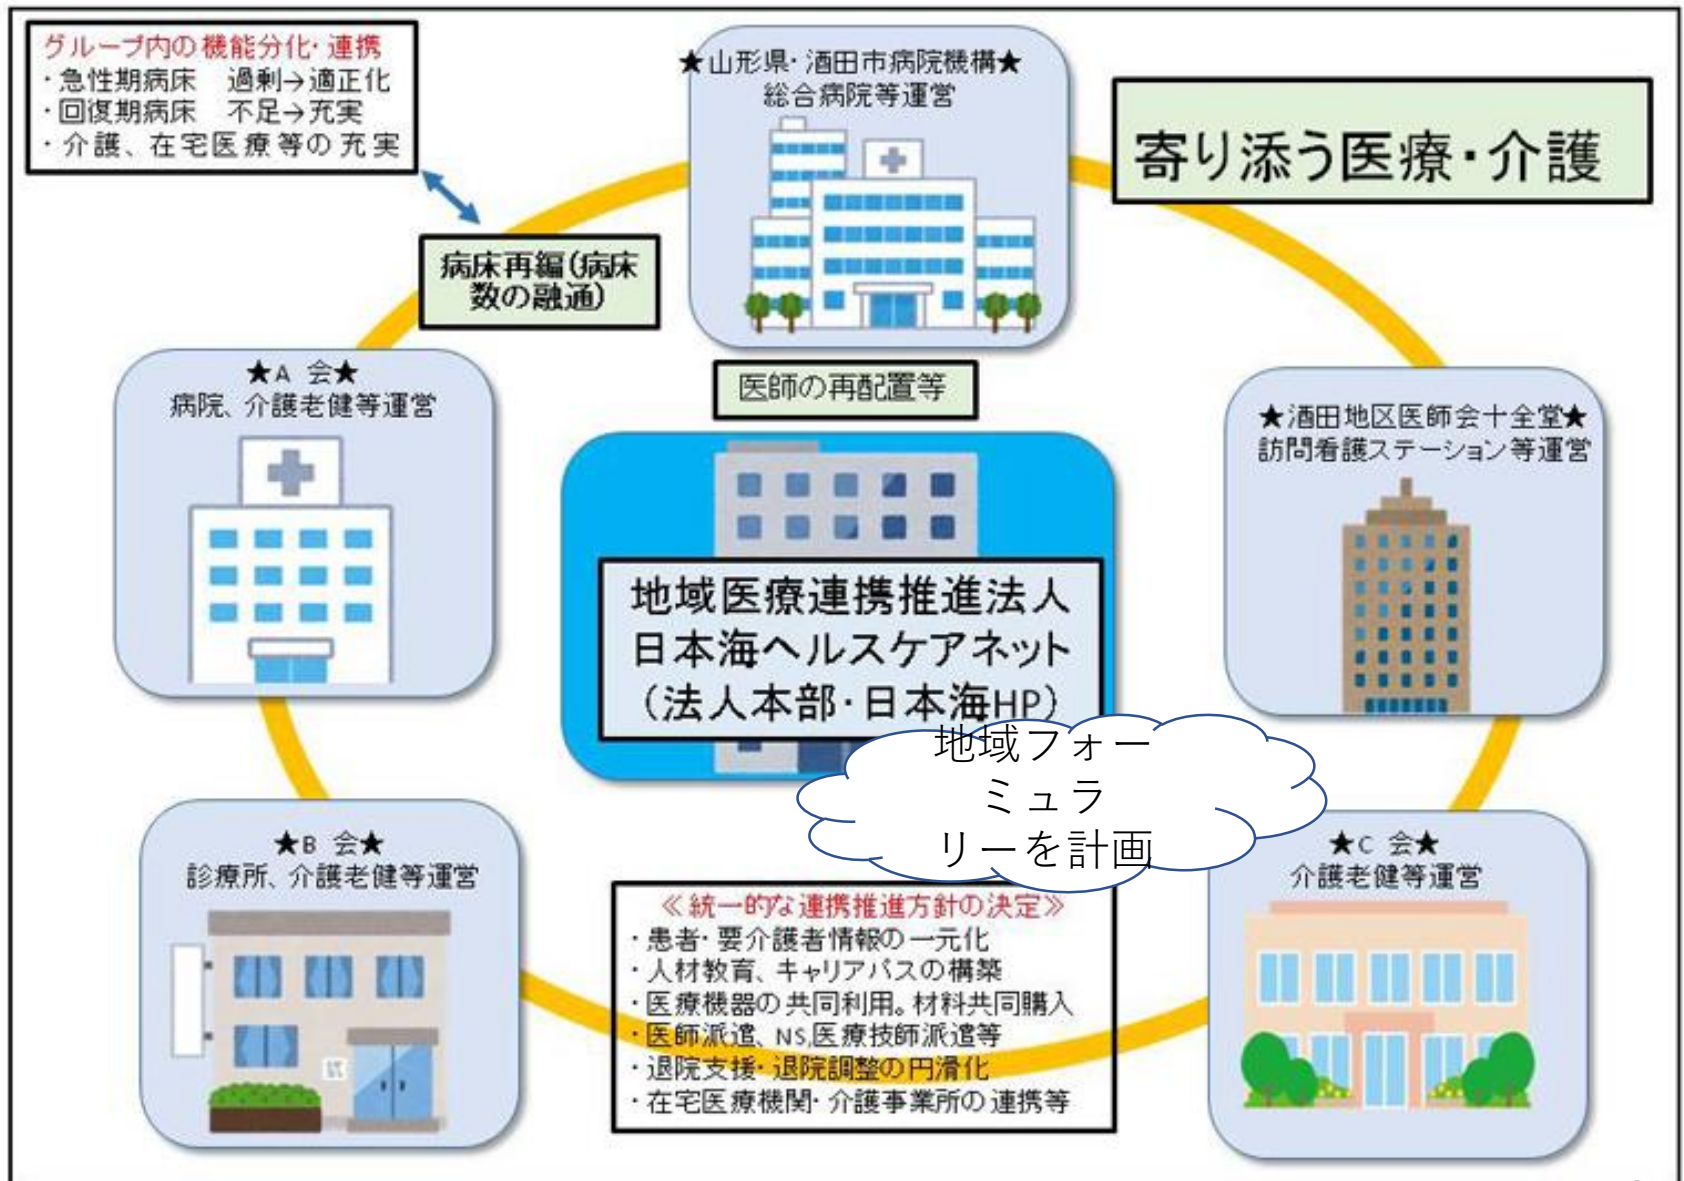 グループ内の機能分化・連携
・急性期病床　過剰→適正化
・回復期病床　不足→充実
・介護、在宅医療等の充実
★山形県・酒田市病院機構★
総合病院等運営
寄り添う医療・介護
病床再編(病床
数の融通)
★A 会★
病院、介護老健等運営
医師の再配置等
★酒田地区医師会十全堂★
訪問看護ステーション等運営
地域医療連携推進法人
日本海ヘルスケアネット
（法人本部・日本海HP）
地域フォー
ミュラ
リーを計画
★B 会★
診療所、介護老健等運営
★C 会★
介護老健等運営
≪統一的な連携推進方針の決定≫
・患者・要介護者情報の一元化
・人材教育、キャリアパスの構築
・医療機器の共同利用。材料共同購入
・医師派遣、NS,医療技師派遣等
・退院支援・退院調整の円滑化
・在宅医療機関・介護事業所の連携等